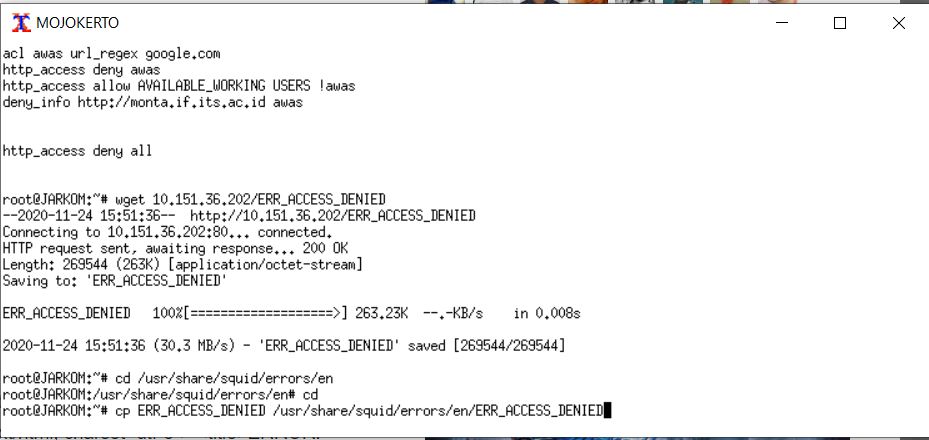 MOJOKERTO
acl awas url_regex google.com
http_access deny awas
http_access allow AVAILABLE_WORKING USERS !awas
deny_info http://monta.if.its.ac.id awas
http_access deny all
root@JARKOM:~# wget 10.151.36.202/ERR_ACCESS_DENIED
--2020-11-24 15:51:36--  http://10.151.36.202/ERR_ACCESS_DENIED
Connecting to 10.151.36.202:80... connected.
HTTP request sent, awaiting response... 200 OK
Length: 269544 (263K) [application/octet-stream]
Saving to: 'ERR_ACCESS_DENIED'
ERR_ACCESS_DENIED   100%[===================>] 263.23K  --.-KB/s    in 0.008s
2020-11-24 15:51:36 (30.3 MB/s) - 'ERR_ACCESS_DENIED' saved [269544/269544]
root@JARKOM:~# cd /usr/share/squid/errors/en
root@JARKOM:/usr/share/squid/errors/en# cd
root@JARKOM:~# cp ERR_ACCESS_DENIED /usr/share/squid/errors/en/ERR_ACCESS_DENIED